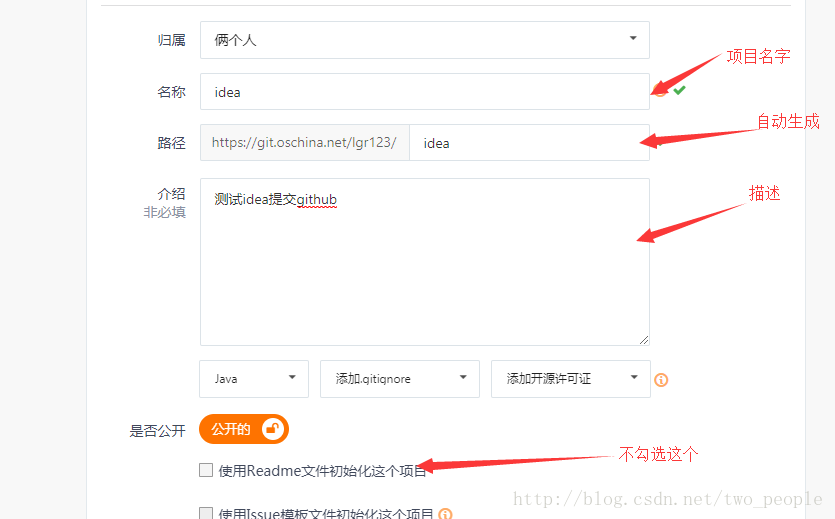 归属
俩个人
项目名字
名称
idea
自动生成
路径
https://git.oschina.net/lgr123/
idea
介绍
非必填
测试idea提交github
描述
Java
添加.gitignore
添加开源许可证
是否公开
公开的
不勾选这个
使用Readme文件初始化这个项目
http://blog.csdn.net/two_people
使用Issue模板文件初始化这个项目